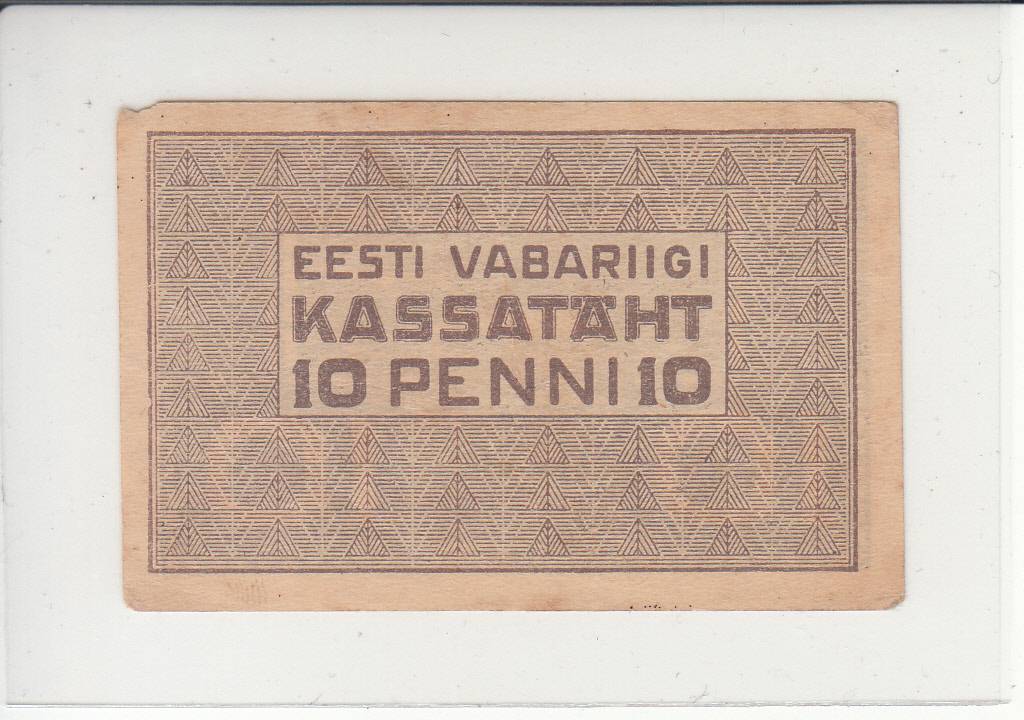 EESTI VABARIIGI
KASSATÄHT
10 PENNI 10